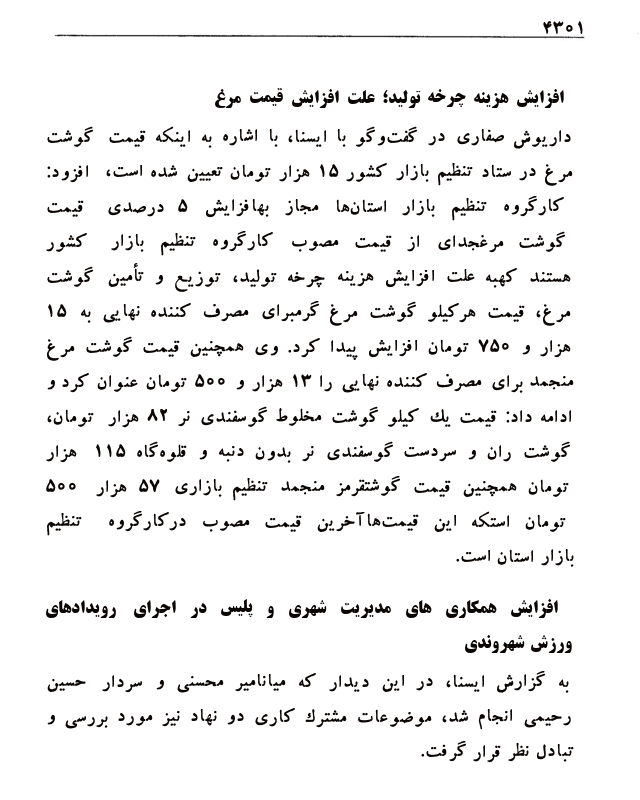 ۴۳۰۱
افزایش هزینه چرخه تولید؛ علت افزایش قیمت مرغ
داریوش صفاری در گفت‌وگو با ایسنا، با اشاره به اینکه قیمت گوشت
مرغ در ستاد تنظیم بازار کشور ۱۵ هزار تومان تعیین شده است، افزود:
کارگروه تنظیم بازار استان‌ها مجاز بهافزایش ۵ درصدی قیمت
گوشت مرغجدای از قیمت مصوب کارگروه تنظیم بازار کشور
هستند کهبه علت افزایش هزینه چرخه تولید، توزیع و تأمین گوشت
مرغ، قیمت هرکیلو گوشت مرغ گرمبرای مصرف کننده نهایی به ۱۵
هزار و ۷۵۰ تومان افزایش پیدا کرد. وی همچنین قیمت گوشت مرغ
منجمد برای مصرف کننده نهایی را ۱۳ هزار و ۵۰۰ تومان عنوان کرد و
ادامه داد: قیمت یك کیلو گوشت مخلوط گوسفندی نر ۸۲ هزار تومان،
گوشت ران و سردست گوسفندی نر بدون دنبه و قلوه‌گاه ۱۱۵ هزار
تومان همچنین قیمت گوشتقرمز منجمد تنظیم بازاری ۵۷ هزار ۵۰۰
تومان استکه این قیمت‌هاآخرین قیمت مصوب درکارگروه تنظیم
بازار استان است.
افزایش همکاری های مدیریت شهری و پلیس در اجرای رویدادهای
ورزش شهروندی
به گزارش ایسنا، در این دیدار که میانامیر محسنی و سردار حسین
رحیمی انجام شد، موضوعات مشترك کاری دو نهاد نیز مورد بررسی و
تبادل نظر قرار گرفت.